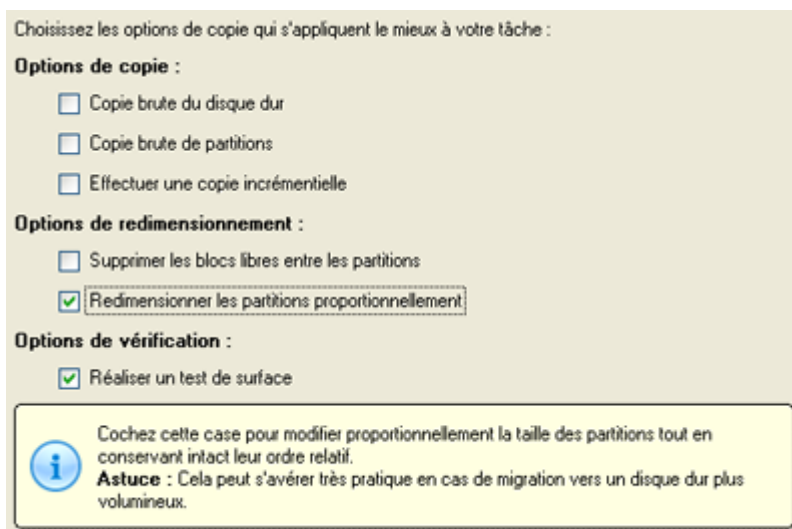 Choisissez les options de copie qui s'appliquent le mieux à votre tâche :
Options de copie :
Copie brute du disque dur
Copie brute de partitions
Effectuer une copie incrémentielle
Options de redimensionnement :
Supprimer les blocs libres entre les partitions
Redimensionner les partitions proportionnellement
Options de vérification :
Réaliser un test de surface
Cochez cette case pour modifier proportionnellement la taille des partitions tout en
conservant intact leur ordre relatif.
Astuce : Cela peut s'avérer très pratique en cas de migration vers un disque dur plus
volumineux.